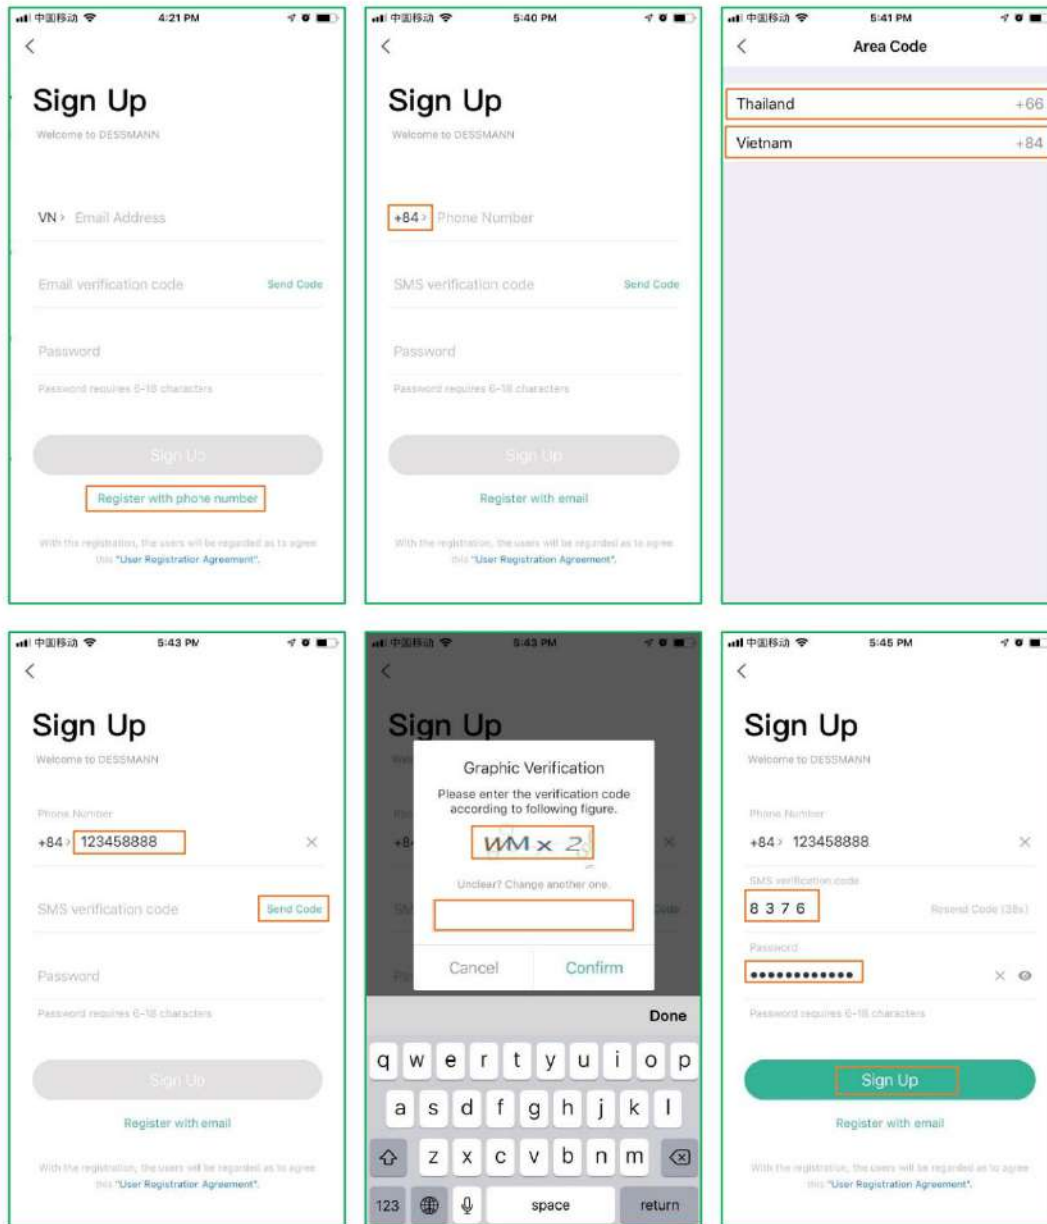 中国移动 4:21 PM
Sign Up
Welcome to DESSMANN
VN > Email Address
Email verification code Send Code
Password
Password requires 6-18 characters
Sign Up
Register with phone number
With the registration, the users will be regarded as to agree
this "User Registration Agreement".
中国移动 5:40 PM
Sign Up
Welcome to DESSMANN
+84 > Phone Number
SMS verification code Send Code
Password
Password requires 6-18 characters
Sign Up
Register with email
With the registration, the users will be regarded as to agree
this "User Registration Agreement".
中国移动 5:41 PM
Area Code
Thailand +66
Vietnam +84
中国移动 5:43 PM
Sign Up
Welcome to DESSMANN
Phone Number
+84 > 123458888
SMS verification code Send Code
Password
Password requires 6-18 characters
Sign Up
Register with email
With the registration, the users will be regarded as to agree
this "User Registration Agreement".
中国移动 5:43 PM
Sign Up
Graphic Verification
Please enter the verification code
according to following figure.
WMx2
Unclear? Change another one.
Cancel Confirm
Done
q w e r t y u i o p
a s d f g h j k l
z x c v b n m
123 space return
中国移动 5:45 PM
Sign Up
Welcome to DESSMANN
Phone Number
+84 > 123458888
SMS verification code
8376 Resend Code (38s)
Password
Password requires 6-18 characters
Sign Up
Register with email
With the registration, the users will be regarded as to agree
this "User Registration Agreement".